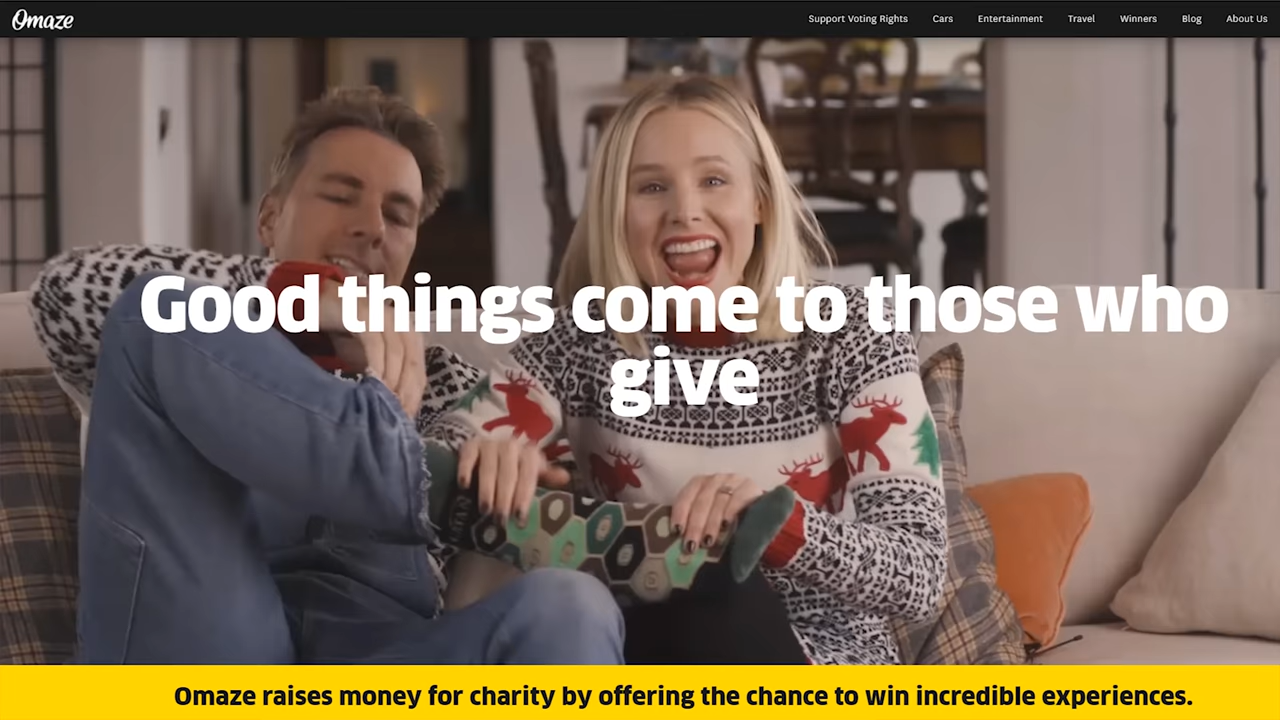 Omaze
Support Voting Rights Cars Entertainment Travel Winners Blog About Us
Good things come to those who
give
Omaze raises money for charity by offering the chance to win incredible experiences.